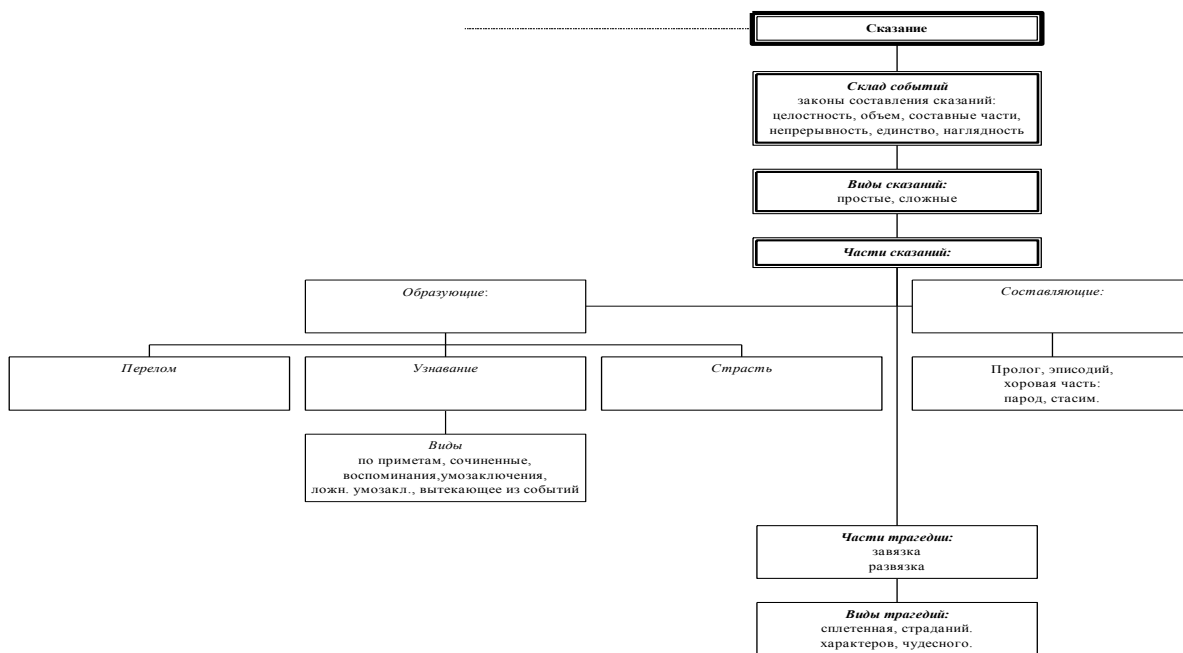 Сказание
Склад событий
законы составления сказаний:
целостность, объем, составные части,
непрерывность, единство, наглядность
Виды сказаний:
простые, сложные
Части сказаний:
Образующие:
Составляющие:
Перелом
Узнавание
Страсть
Пролог, эписодий,
хоровая часть:
парод, стасим.
Виды
по приметам, сочиненные,
воспоминания,умозаключения,
ложн. умозакл., вытекающее из событий
Части трагедии:
завязка
развязка
Виды трагедий:
сплетенная, страданий.
характеров, чудесного.